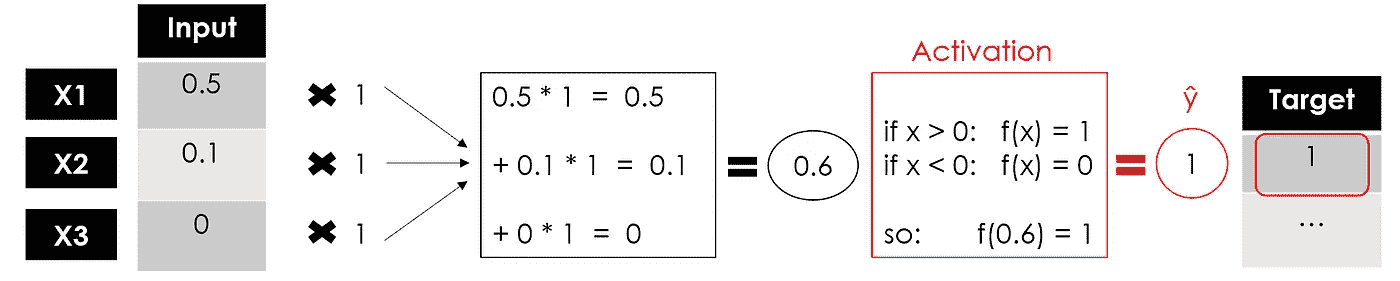 Input
X1 0.5 ✖ 1
X2 0.1 ✖ 1
X3 0 ✖ 1
0.5 * 1 = 0.5
+ 0.1 * 1 = 0.1
+ 0 * 1 = 0
=
0.6
Activation
if x > 0: f(x) = 1
if x < 0: f(x) = 0
so: f(0.6) = 1
=
ŷ
1
Target
1
...